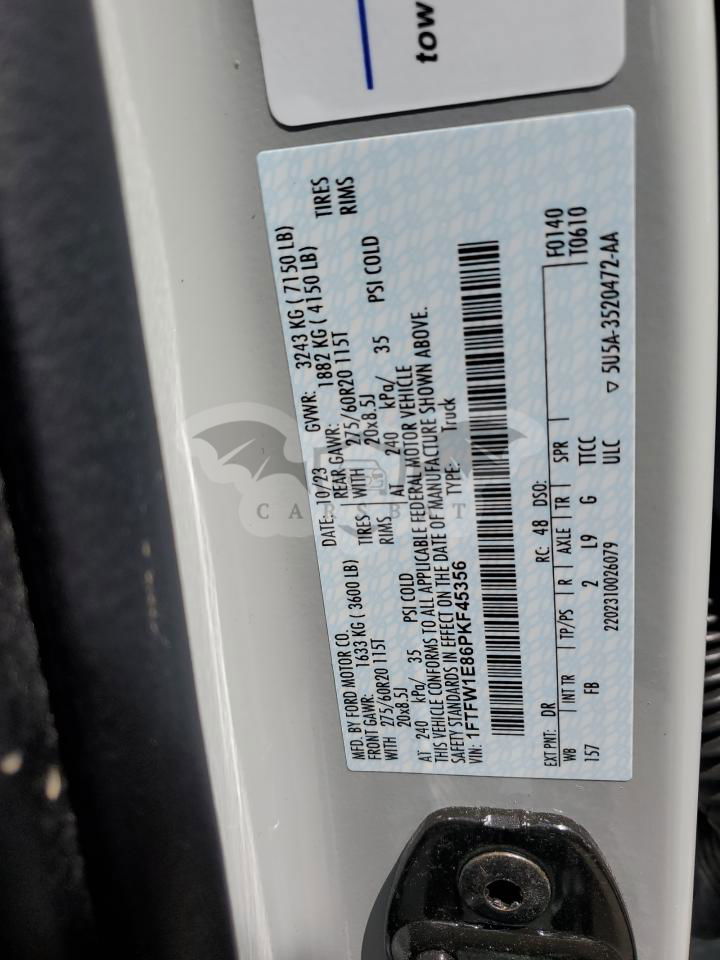 tow
MFD. BY FORD MOTOR CO.
DATE: 10/23
GVWR: 3243 KG ( 7150 LB)
FRONT GAWR: 1633 KG ( 3600 LB)
REAR GAWR: 1882 KG ( 4150 LB)
WITH 275/60R20 115T TIRES
WITH 275/60R20 115T TIRES
20x8.5J RIMS
20x8.5J RIMS
AT 240 kPa/ 35 PSI COLD
AT 240 kPa/ 35 PSI COLD
THIS VEHICLE CONFORMS TO ALL APPLICABLE FEDERAL MOTOR VEHICLE
SAFETY STANDARDS IN EFFECT ON THE DATE OF MANUFACTURE SHOWN ABOVE.
VIN: 1FTFW1E86PKF45356
TYPE: Truck
EXT PNT: DR RC: 48 DSO:
F0140
WB INT TR TP/PS R AXLE TR SPR
T0610
157 FB 2 L9 G TTCC
2202310026079 ULC
▽ 5U5A-3520472-AA
CARSBIT